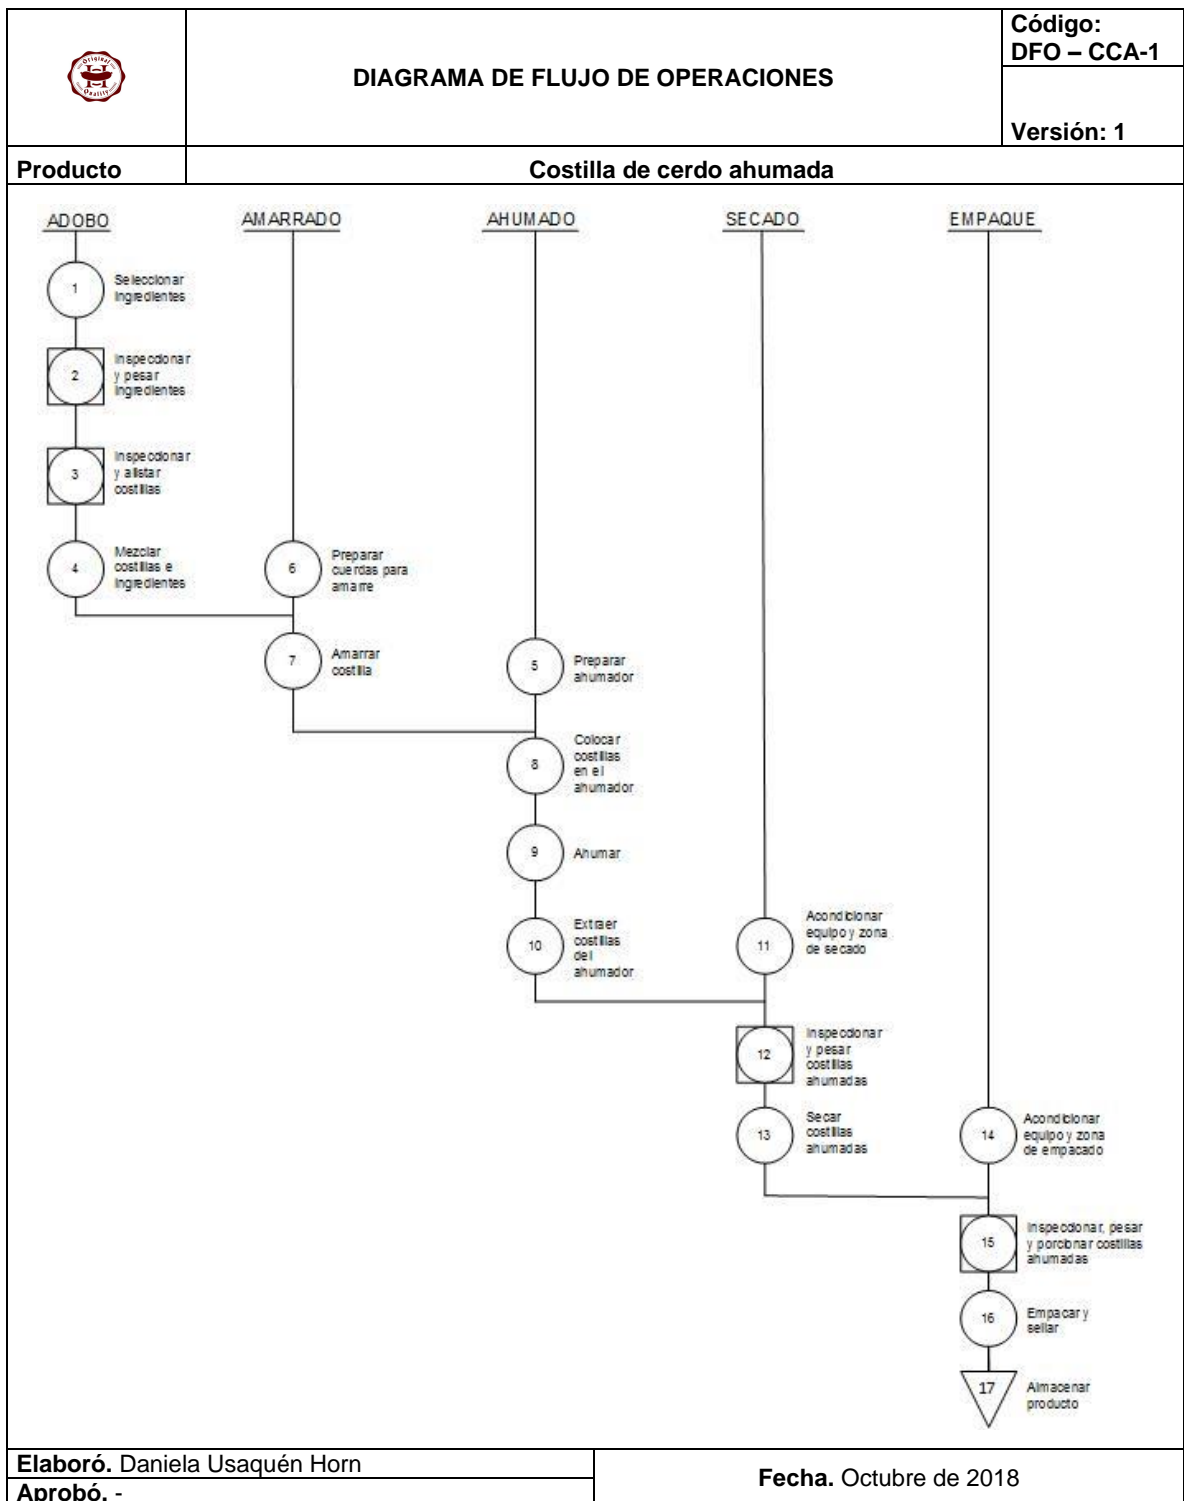 Original
H
Quality
DIAGRAMA DE FLUJO DE OPERACIONES
Código:
DFO – CCA-1
Versión: 1
Producto
Costilla de cerdo ahumada
ADOBO
AMARRADO
AHUMADO
SECADO
EMPAQUE
1
Seleccionar
Ingredientes
2
Inspeccionar
y pesar
Ingredientes
3
Inspeccionar
y alistar
costillas
4
Mezclar
costillas e
Ingredientes
6
Preparar
cuerdas para
amarre
7
Amarrar
costilla
5
Preparar
ahumador
8
Colocar
costillas
en el
ahumador
9
Ahumar
10
Extraer
costillas
del
ahumador
11
Acondicionar
equipo y zona
de secado
12
Inspeccionar
y pesar
costillas
ahumadas
13
Secar
costillas
ahumadas
14
Acondicionar
equipo y zona
de empacado
15
Inspeccionar, pesar
y porcionar costillas
ahumadas
16
Empacar y
sellar
17
Almacenar
producto
Elaboró. Daniela Usaquén Horn
Aprobó. -
Fecha. Octubre de 2018